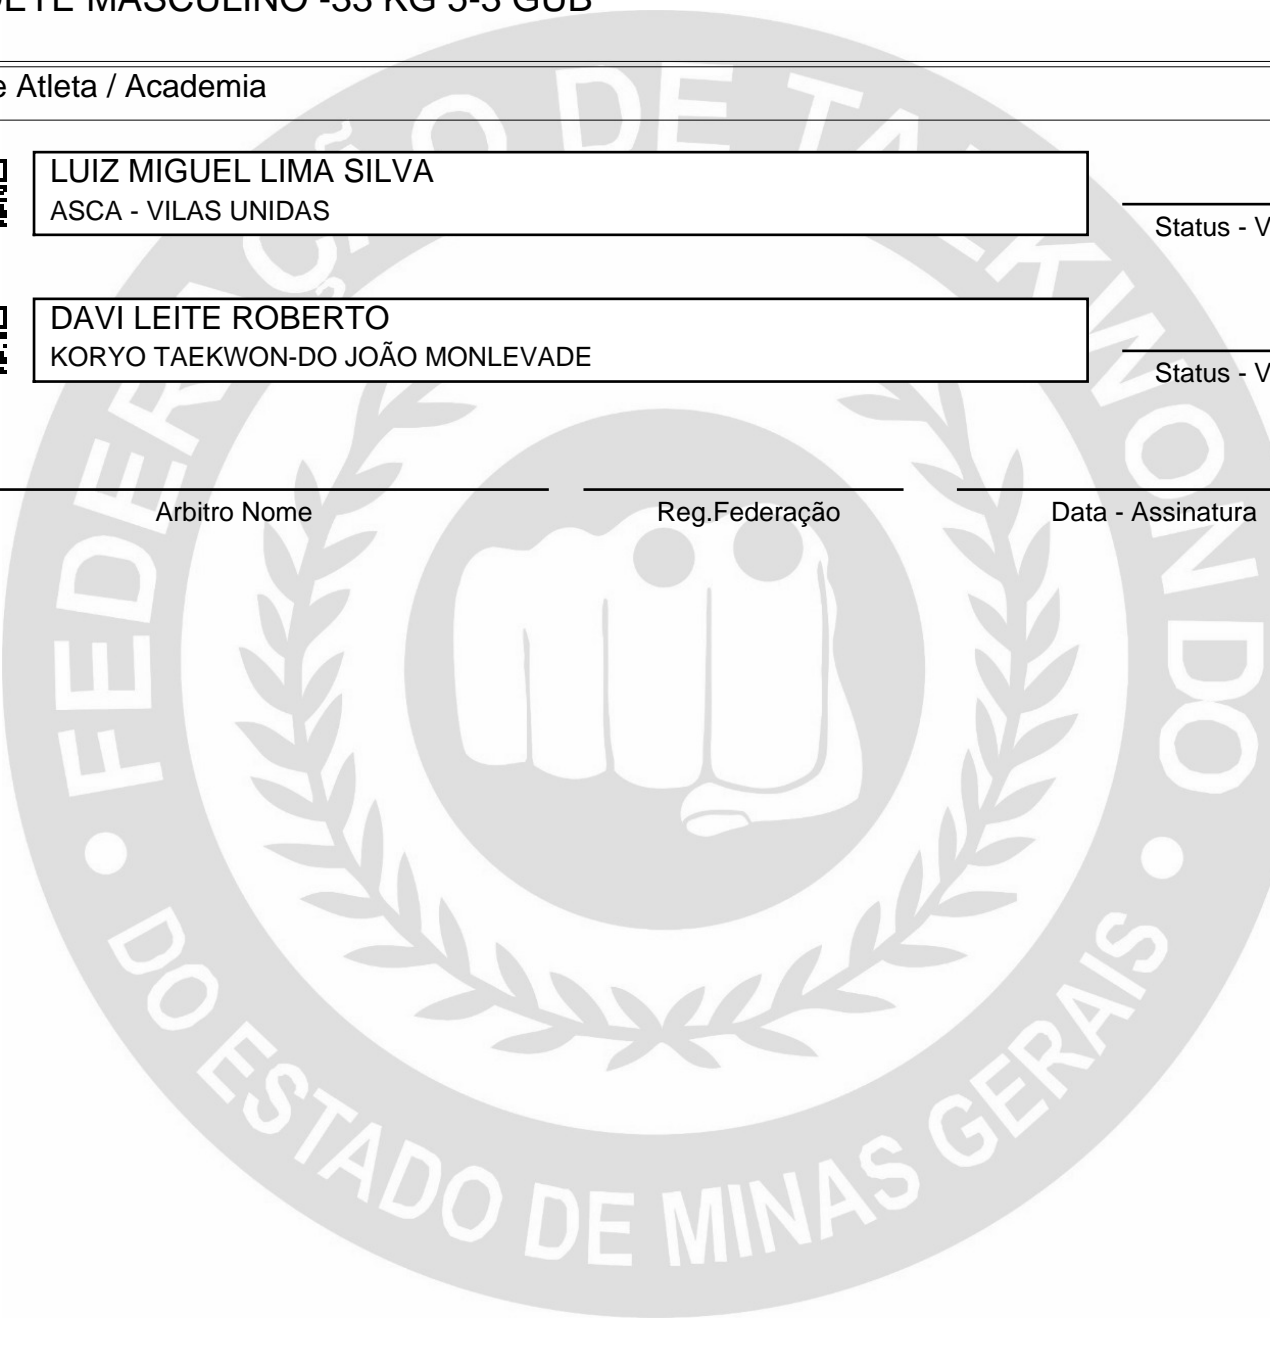 DETE MASCULINO -33 KG 5-3 GUB
e Atleta / Academia
LUIZ MIGUEL LIMA SILVA
ASCA - VILAS UNIDAS
Status - V
DAVI LEITE ROBERTO
KORYO TAEKWON-DO JOÃO MONLEVADE
Status - V
Arbitro Nome
Reg.Federação
Data - Assinatura
FEDERAÇÃO DE TAEKWONDO
DO ESTADO DE MINAS GERAIS